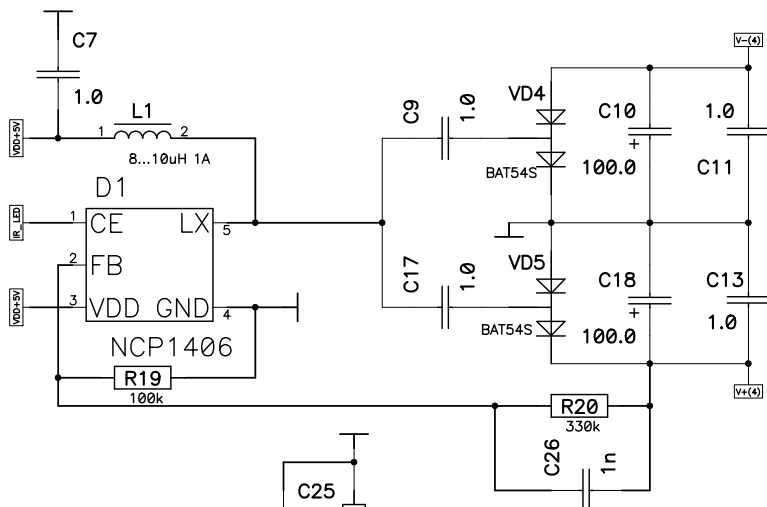 C7
1.0
VDD+5V
1
L1
2
8...10uH 1A
D1
IR_LED
1
CE
LX
5
2
FB
VDD+5V
3
VDD
GND
4
NCP1406
R19
100k
C9
1.0
VD4
BAT54S
C10
+
100.0
1.0
C11
V-(4)
C17
1.0
VD5
BAT54S
C18
+
100.0
C13
1.0
V+(4)
R20
330k
C26
1n
C25